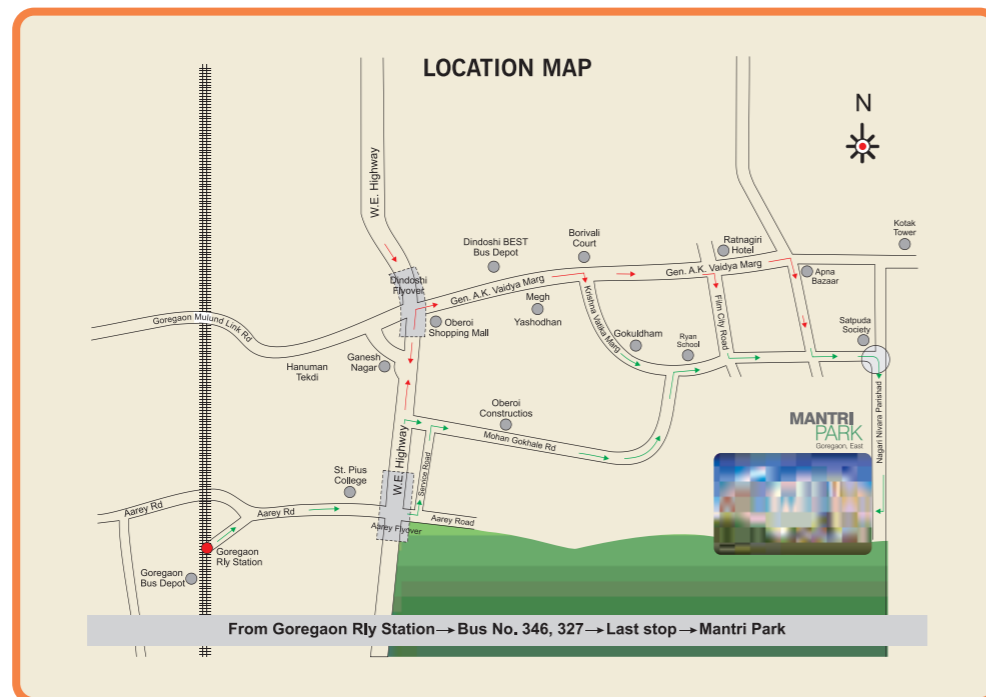 LOCATION MAP
N
W.E. Highway
Kotak
Tower
Borivali
Court
Dindoshi BEST
Bus Depot
Ratnagiri
Hotel
Gen. A.K. Vaidya Marg
Apna
Bazaar
Dindoshi
Flyover
Gen. A.K. Vaidya Marg
Megh
Yashodhan
Krishna Vatika Marg
Film City Road
Goregaon Mulund Link Rd
Oberoi
Shopping Mall
Gokuldham
Ryan
School
Satpuda
Society
Hanuman
Tekdi
Ganesh
Nagar
Oberoi
Constructios
Mohan Gokhale Rd
MANTRI
PARK
Goregaon, East
Nagari Nivara Parishad
W.E. Highway
Service Road
St. Pius
College
Aarey Rd
Aarey Rd
Aarey Flyover
Aarey Road
Goregaon
Rly Station
Goregaon
Bus Depot
From Goregaon Rly Station→Bus No. 346, 327→Last stop→Mantri Park